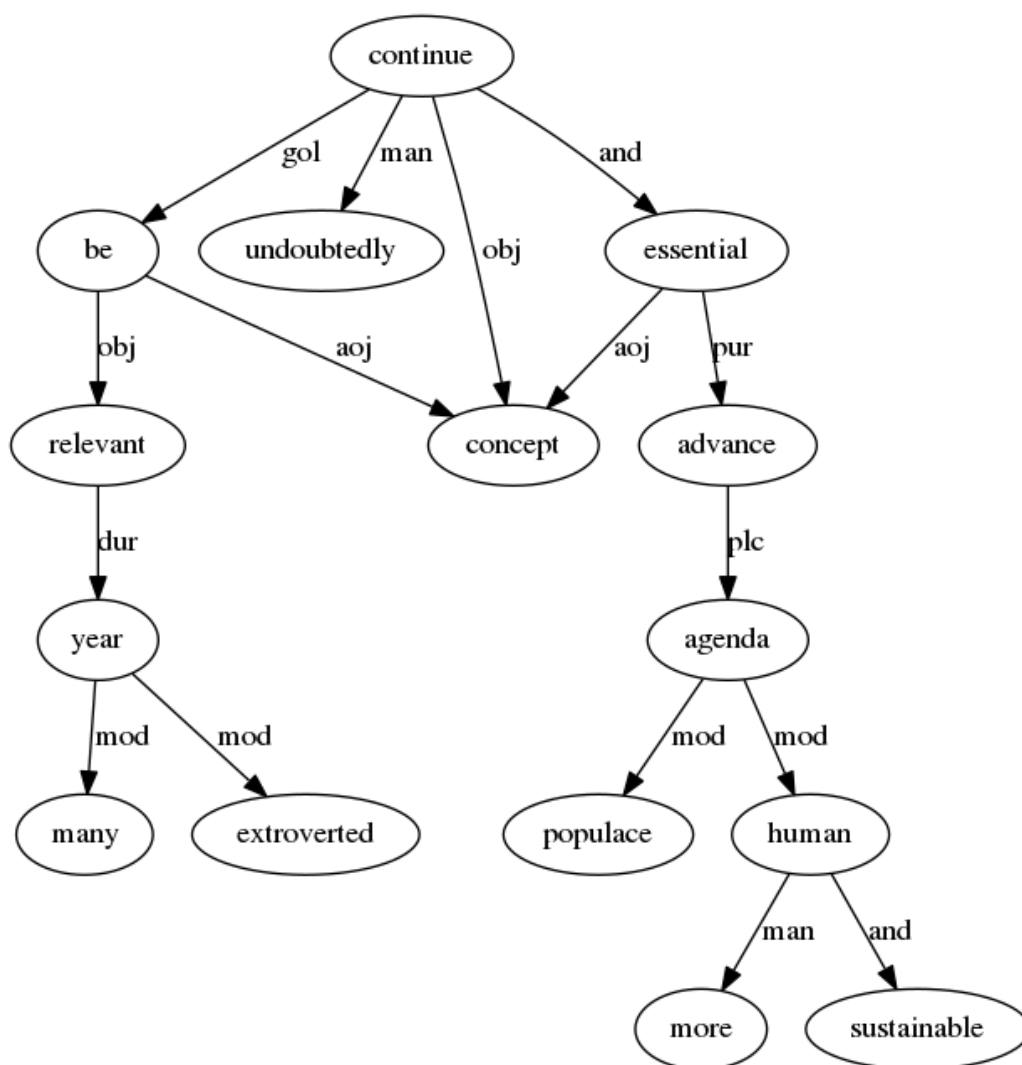 continue
gol
man
and
be
undoubtedly
obj
essential
obj
aoj
aoj
pur
relevant
concept
advance
dur
plc
year
agenda
mod
mod
mod
mod
many
extroverted
populace
human
man
and
more
sustainable